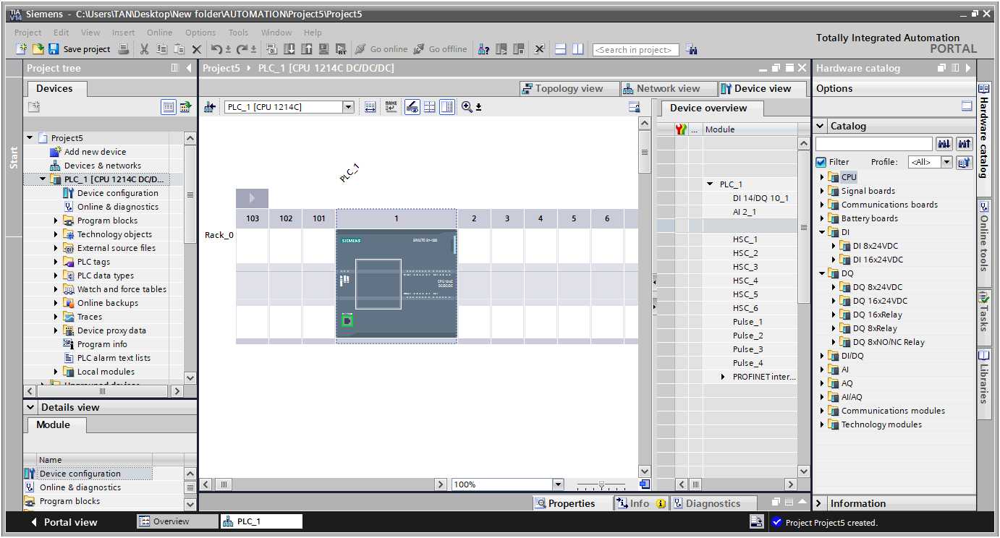 TIA V14 Siemens - C:\Users\TAN\Desktop\New folder\AUTOMATION\Project5\Project5
Project Edit View Insert Online Options Tools Window Help
Totally Integrated Automation
PORTAL
Save project Go online Go offline <Search in project>
Start
Project tree
Devices
Project5
Add new device
Devices & networks
PLC_1 [CPU 1214C DC/D...
Device configuration
Online & diagnostics
Program blocks
Technology objects
External source files
PLC tags
PLC data types
Watch and force tables
Online backups
Traces
Device proxy data
Program info
PLC alarm text lists
Local modules
Details view
Module
Name
Device configuration
Online & diagnostics
Program blocks
Project5 PLC_1 [CPU 1214C DC/DC/DC]
Topology view Network view Device view
PLC_1 [CPU 1214C]
PLC_1
103 102 101 1 2 3 4 5 6
Rack_0
SIEMENS
CPU 1214C
DC/DC/DC
100%
Device overview
... Module
PLC_1
DI 14/DQ 10_1
AI 2_1
HSC_1
HSC_2
HSC_3
HSC_4
HSC_5
HSC_6
Pulse_1
Pulse_2
Pulse_3
Pulse_4
PROFINET inter...
Properties Info Diagnostics
Hardware catalog
Options
Catalog
Filter Profile: <All>
CPU
Signal boards
Communications boards
Battery boards
DI
DI 8x24VDC
DI 16x24VDC
DQ
DQ 8x24VDC
DQ 16x24VDC
DQ 16xRelay
DQ 8xRelay
DQ 8xNO/NC Relay
DI/DQ
AI
AQ
AI/AQ
Communications modules
Technology modules
Information
Hardware catalog
Online tools
Tasks
Libraries
Portal view Overview PLC_1 Project Project5 created.